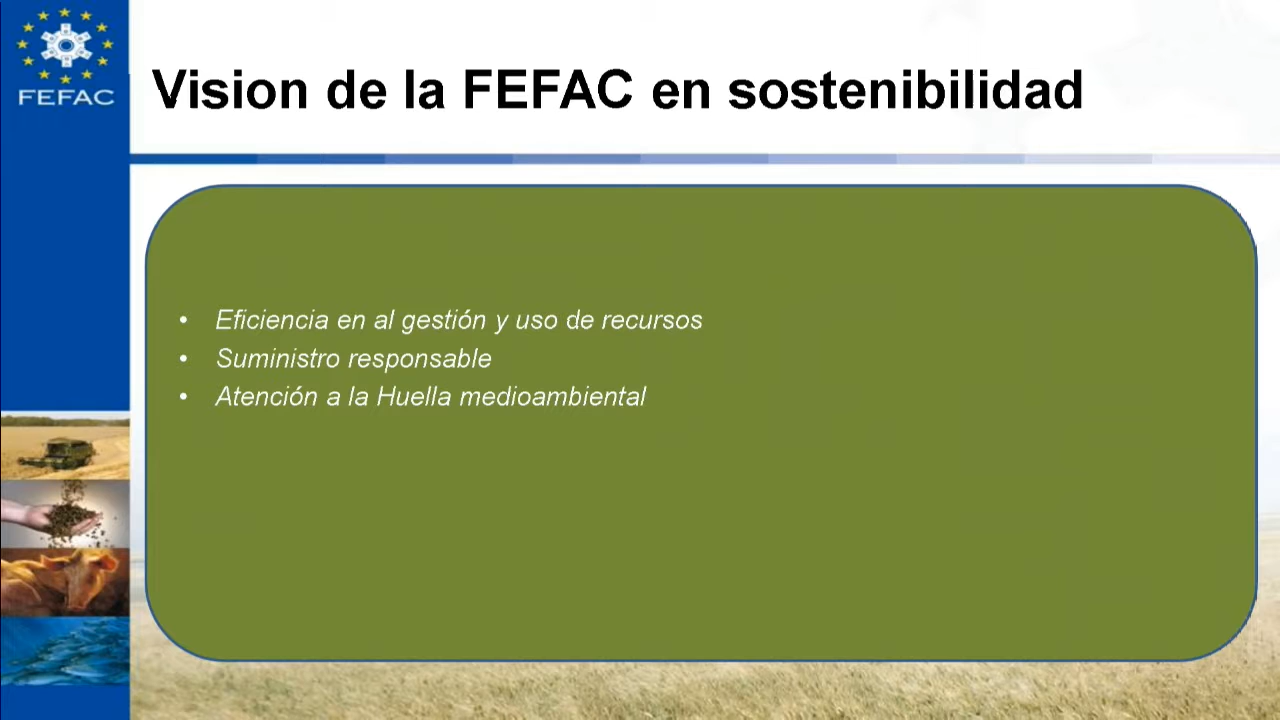 FEFAC
Vision de la FEFAC en sostenibilidad
• Eficiencia en al gestión y uso de recursos
• Suministro responsable
• Atención a la Huella medioambiental